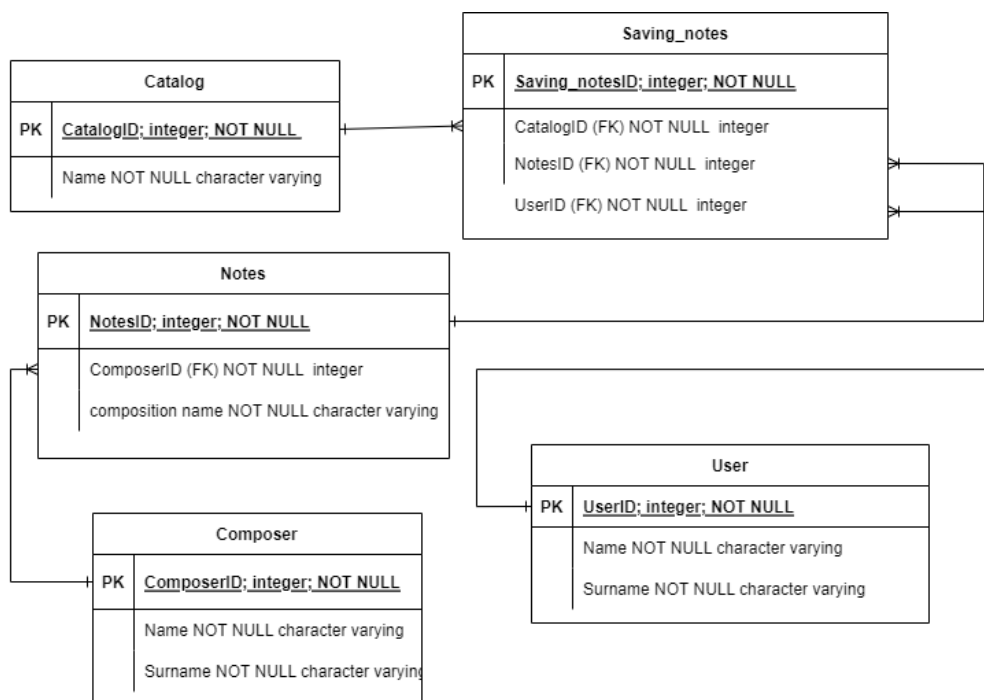 Saving_notes
PK Saving_notesID; integer; NOT NULL
CatalogID (FK) NOT NULL integer
NotesID (FK) NOT NULL integer
UserID (FK) NOT NULL integer
Catalog
PK CatalogID; integer; NOT NULL
Name NOT NULL character varying
Notes
PK NotesID; integer; NOT NULL
ComposerID (FK) NOT NULL integer
composition name NOT NULL character varying
User
PK UserID; integer; NOT NULL
Name NOT NULL character varying
Surname NOT NULL character varying
Composer
PK ComposerID; integer; NOT NULL
Name NOT NULL character varying
Surname NOT NULL character varying